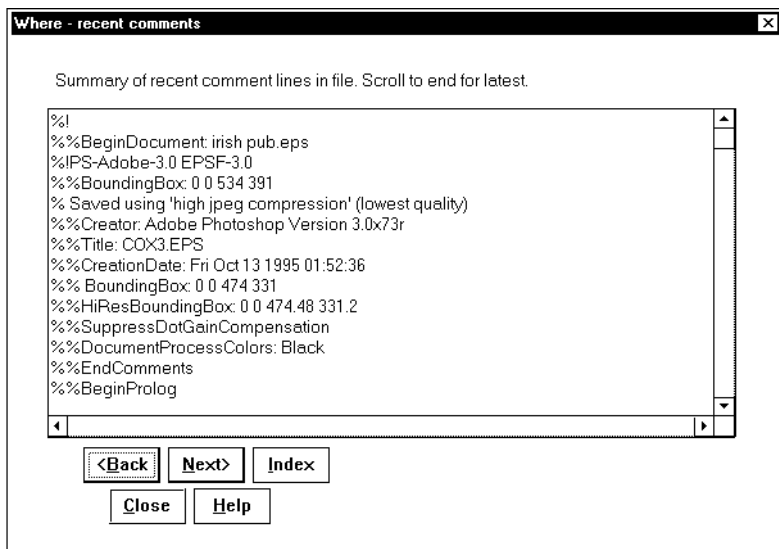 Where - recent comments
Summary of recent comment lines in file. Scroll to end for latest.
%!
%%BeginDocument: irish pub.eps
%!PS-Adobe-3.0 EPSF-3.0
%%BoundingBox: 0 0 534 391
% Saved using 'high jpeg compression' (lowest quality)
%%Creator: Adobe Photoshop Version 3.0x73r
%%Title: COX3.EPS
%%CreationDate: Fri Oct 13 1995 01:52:36
%% BoundingBox: 0 0 474 331
%%HiResBoundingBox: 0 0 474.48 331.2
%%SuppressDotGainCompensation
%%DocumentProcessColors: Black
%%EndComments
%%BeginProlog
<Back Next> Index
Close Help